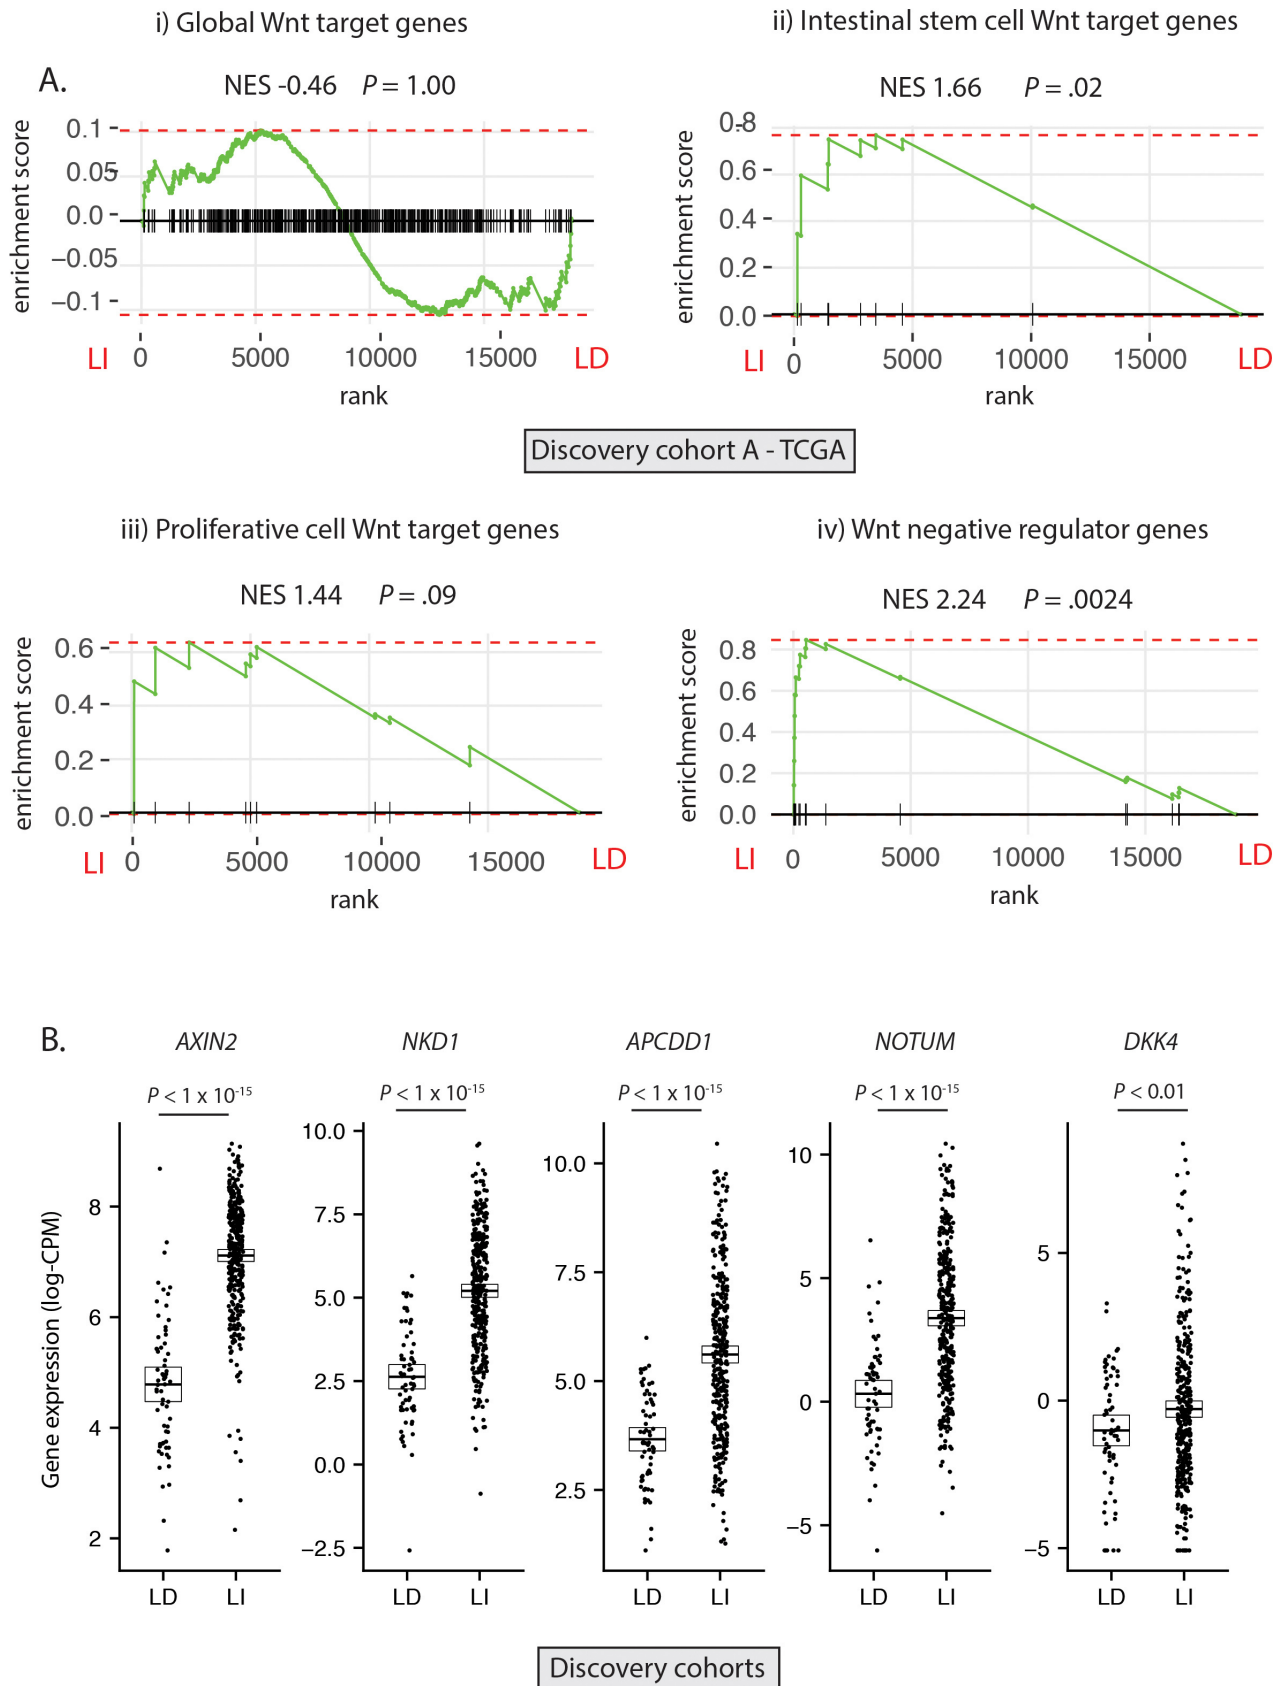 i) Global Wnt target genes
ii) Intestinal stem cell Wnt target genes
A.
NES -0.46 P = 1.00
NES 1.66 P = .02
enrichment score
0.1
0.05
0.0
−0.05
−0.1
LI 0 5000 10000 15000 LD
rank
enrichment score
0.8
0.6
0.4
0.2
0.0
LI 0 5000 10000 15000 LD
rank
Discovery cohort A - TCGA
iii) Proliferative cell Wnt target genes
iv) Wnt negative regulator genes
NES 1.44 P = .09
NES 2.24 P = .0024
enrichment score
0.6
0.4
0.2
0.0
LI 0 5000 10000 15000 LD
rank
enrichment score
0.8
0.6
0.4
0.2
0.0
LI 0 5000 10000 15000 LD
rank
B.
AXIN2 NKD1 APCDD1 NOTUM DKK4
P < 1 x 10-15 P < 1 x 10-15 P < 1 x 10-15 P < 1 x 10-15 P < 0.01
Gene expression (log-CPM)
8
6
4
2
LD LI
10.0
7.5
5.0
2.5
0.0
−2.5
LD LI
10.0
7.5
5.0
2.5
LD LI
10
5
0
−5
LD LI
5
0
−5
LD LI
Discovery cohorts